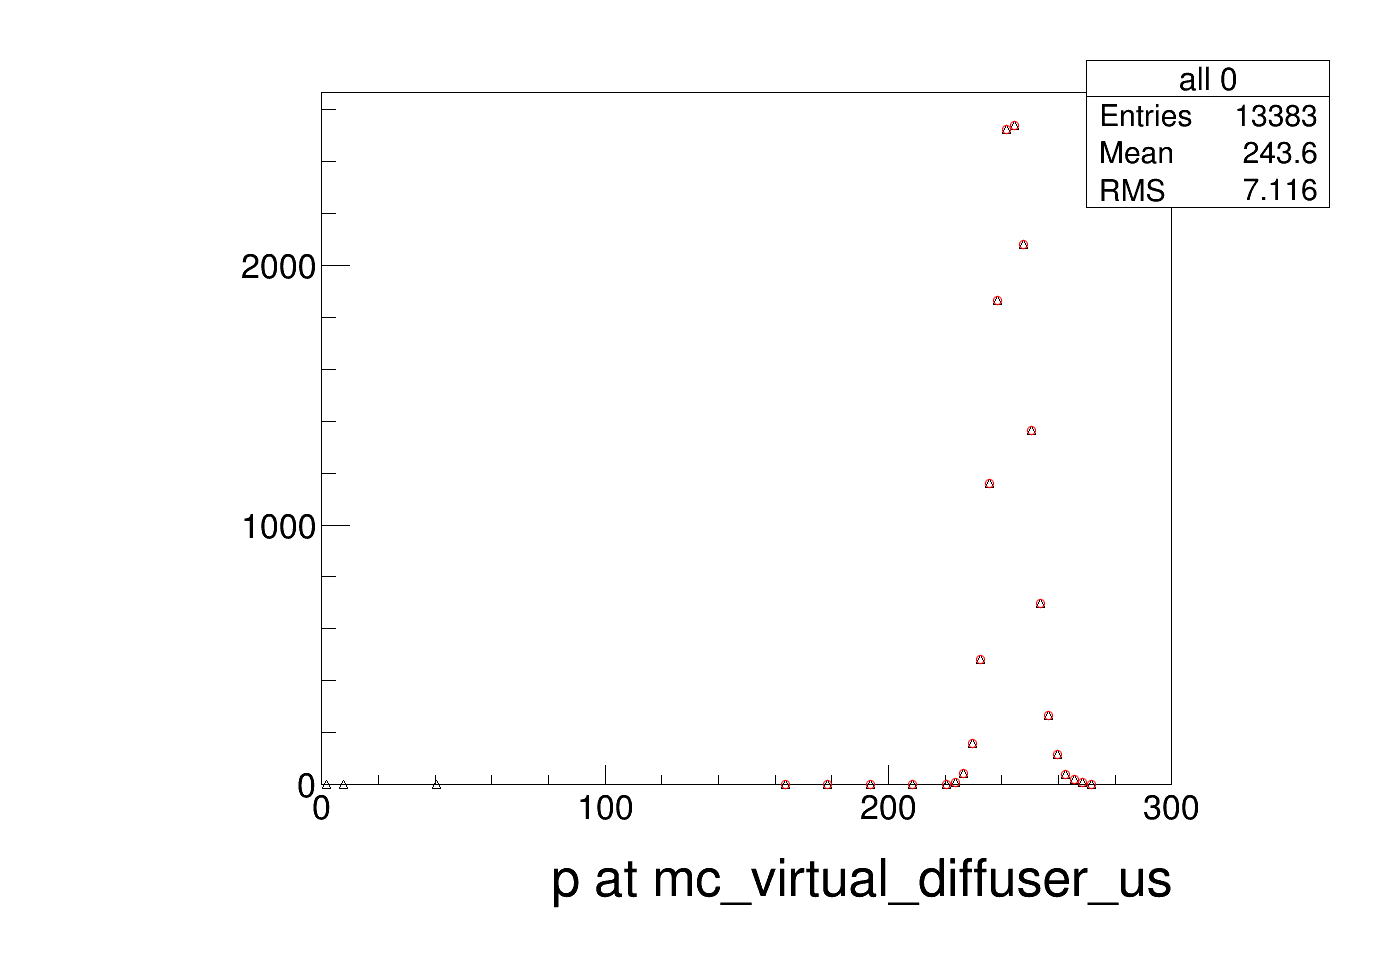 all 0
Entries 13383
Mean 243.6
RMS 7.116
2000
1000
0
0 100 200 300
p at mc_virtual_diffuser_us